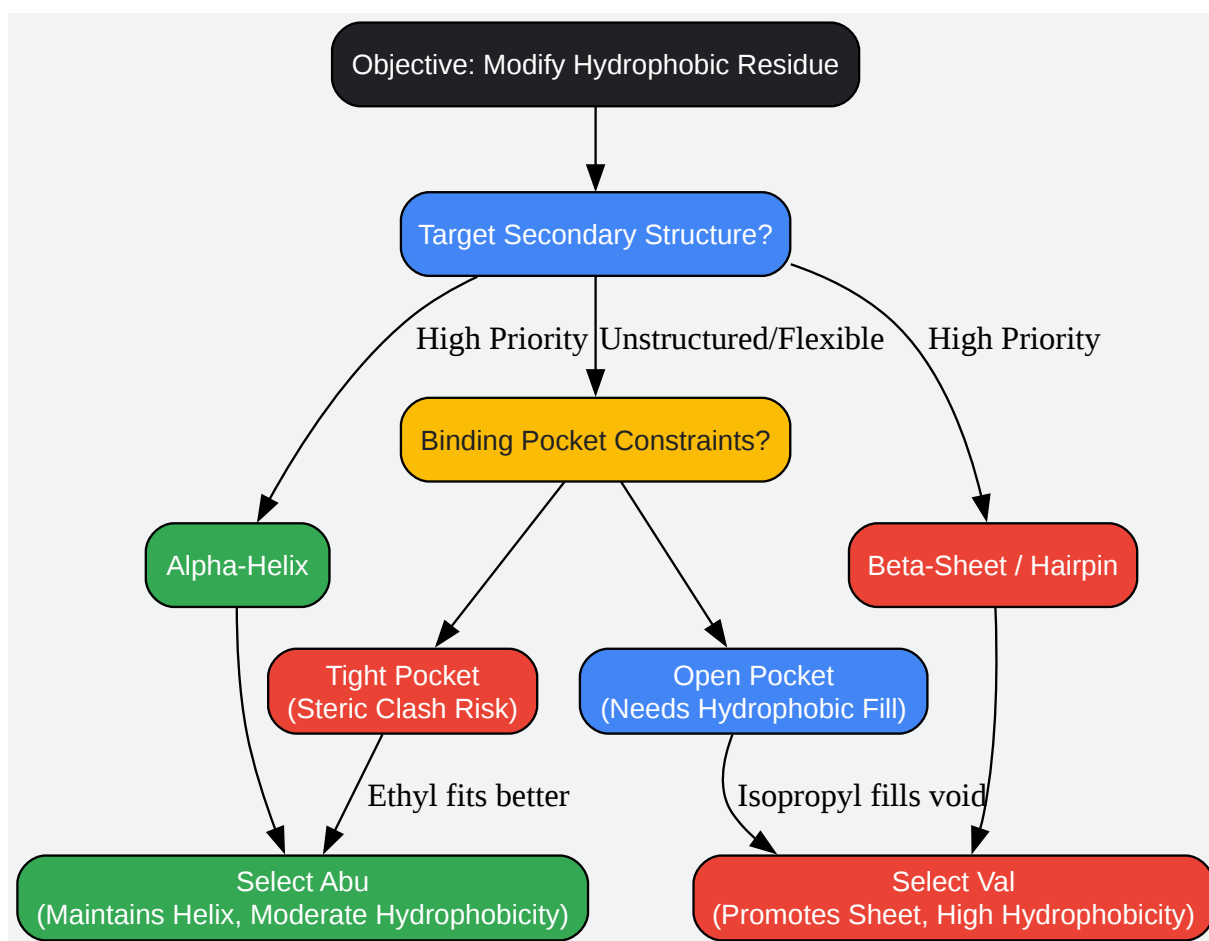 Objective: Modify Hydrophobic Residue
Target Secondary Structure?
High Priority
Unstructured/Flexible
High Priority
Binding Pocket Constraints?
Alpha-Helix
Beta-Sheet / Hairpin
Tight Pocket
(Steric Clash Risk)
Open Pocket
(Needs Hydrophobic Fill)
Ethyl fits better
Isopropyl fills void
Select Abu
(Maintains Helix, Moderate Hydrophobicity)
Select Val
(Promotes Sheet, High Hydrophobicity)